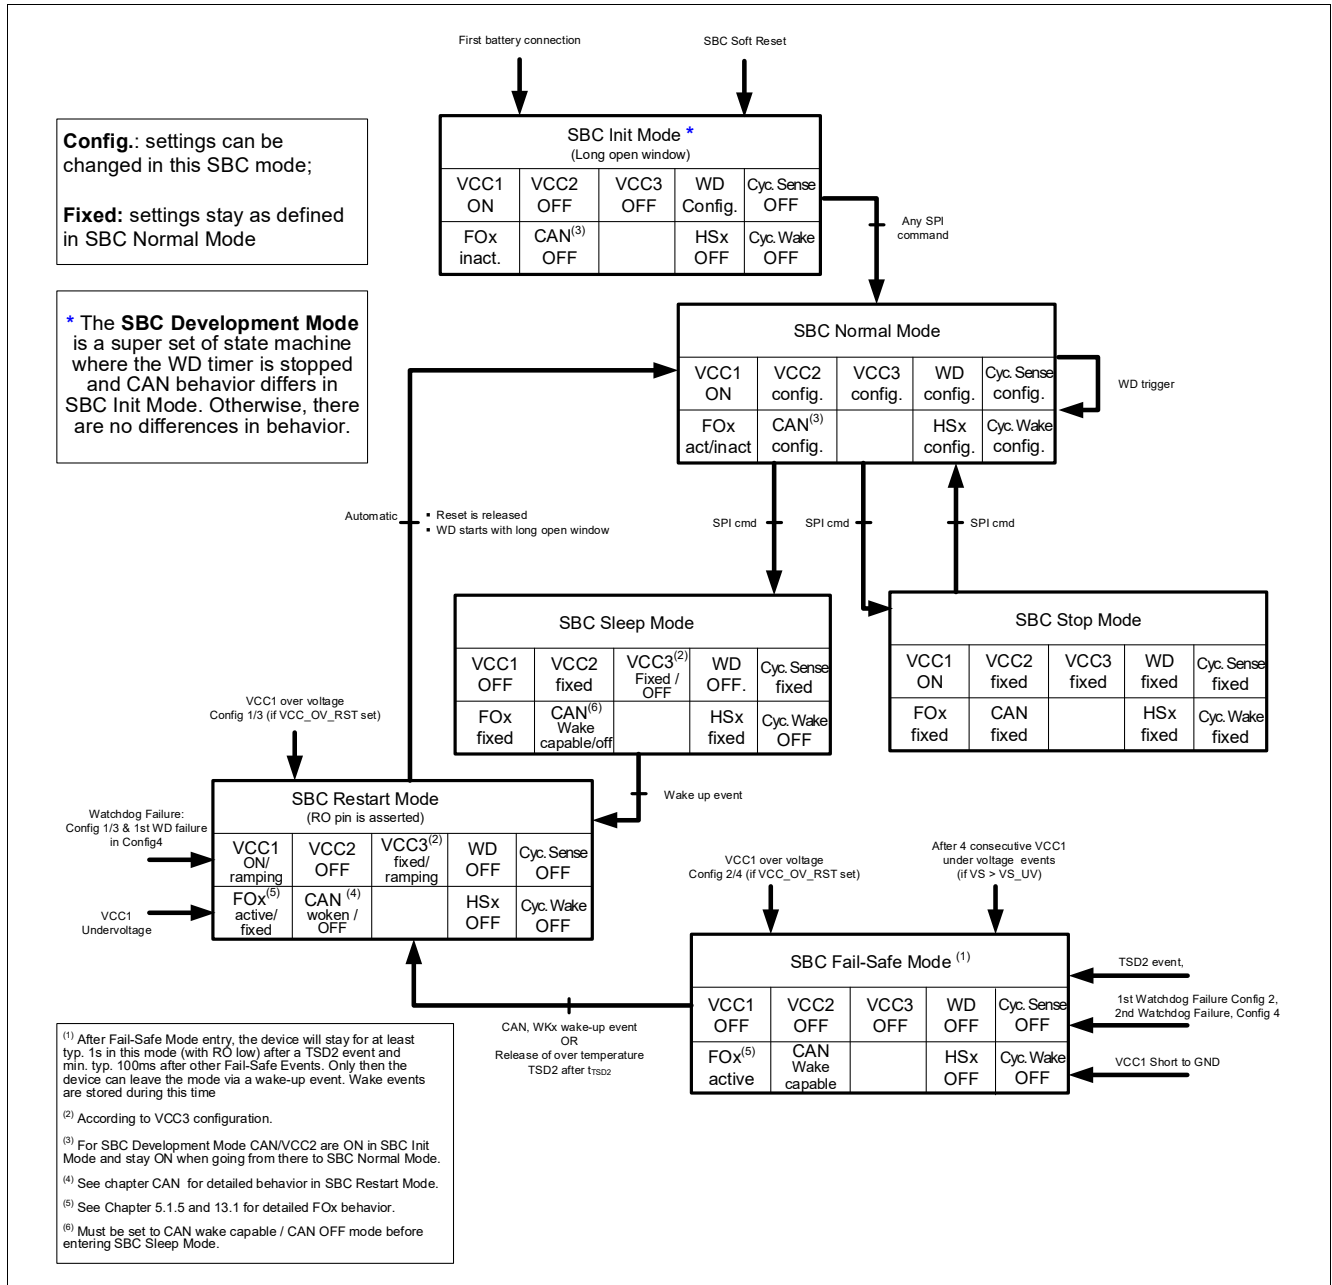 First battery connection
SBC Soft Reset
Config.: settings can be
changed in this SBC mode;
Fixed: settings stay as defined
in SBC Normal Mode
* The SBC Development Mode
is a super set of state machine
where the WD timer is stopped
and CAN behavior differs in
SBC Init Mode. Otherwise, there
are no differences in behavior.
SBC Init Mode *
(Long open window)
VCC1 VCC2 VCC3 WD Cyc. Sense
ON OFF OFF Config. OFF
FOx CAN(3) HSx Cyc. Wake
inact. OFF OFF OFF
Any SPI
command
SBC Normal Mode
VCC1 VCC2 VCC3 WD Cyc. Sense
ON config. config. config. config.
FOx CAN(3) HSx Cyc. Wake
act/inact config. config. config.
WD trigger
Automatic
▪ Reset is released
▪ WD starts with long open window
SPI cmd
SPI cmd
SPI cmd
SBC Sleep Mode
VCC1 VCC2 VCC3(2) WD Cyc. Sense
OFF fixed Fixed / OFF OFF. fixed
FOx CAN(6) HSx Cyc. Wake
fixed Wake capable/off fixed OFF
SBC Stop Mode
VCC1 VCC2 VCC3 WD Cyc. Sense
ON fixed fixed fixed fixed
FOx CAN HSx Cyc. Wake
fixed fixed fixed fixed
VCC1 over voltage
Config 1/3 (if VCC_OV_RST set)
Wake up event
Watchdog Failure:
Config 1/3 & 1st WD failure
in Config4
VCC1
Undervoltage
SBC Restart Mode
(RO pin is asserted)
VCC1 VCC2 VCC3(2) WD Cyc. Sense
ON/ ramping OFF fixed/ ramping OFF OFF
FOx(5) CAN (4) HSx Cyc. Wake
active/ fixed woken / OFF OFF OFF
VCC1 over voltage
Config 2/4 (if VCC_OV_RST set)
After 4 consecutive VCC1
under voltage events
(if VS > VS_UV)
SBC Fail-Safe Mode (1)
VCC1 VCC2 VCC3 WD Cyc. Sense
OFF OFF OFF OFF OFF
FOx(5) CAN HSx Cyc. Wake
active Wake capable OFF OFF
TSD2 event,
1st Watchdog Failure Config 2,
2nd Watchdog Failure, Config 4
VCC1 Short to GND
CAN, WKx wake-up event
OR
Release of over temperature
TSD2 after tTSD2
(1) After Fail-Safe Mode entry, the device will stay for at least
typ. 1s in this mode (with RO low) after a TSD2 event and
min. typ. 100ms after other Fail-Safe Events. Only then the
device can leave the mode via a wake-up event. Wake events
are stored during this time
(2) According to VCC3 configuration.
(3) For SBC Development Mode CAN/VCC2 are ON in SBC Init
Mode and stay ON when going from there to SBC Normal Mode.
(4) See chapter CAN for detailed behavior in SBC Restart Mode.
(5) See Chapter 5.1.5 and 13.1 for detailed FOx behavior.
(6) Must be set to CAN wake capable / CAN OFF mode before
entering SBC Sleep Mode.